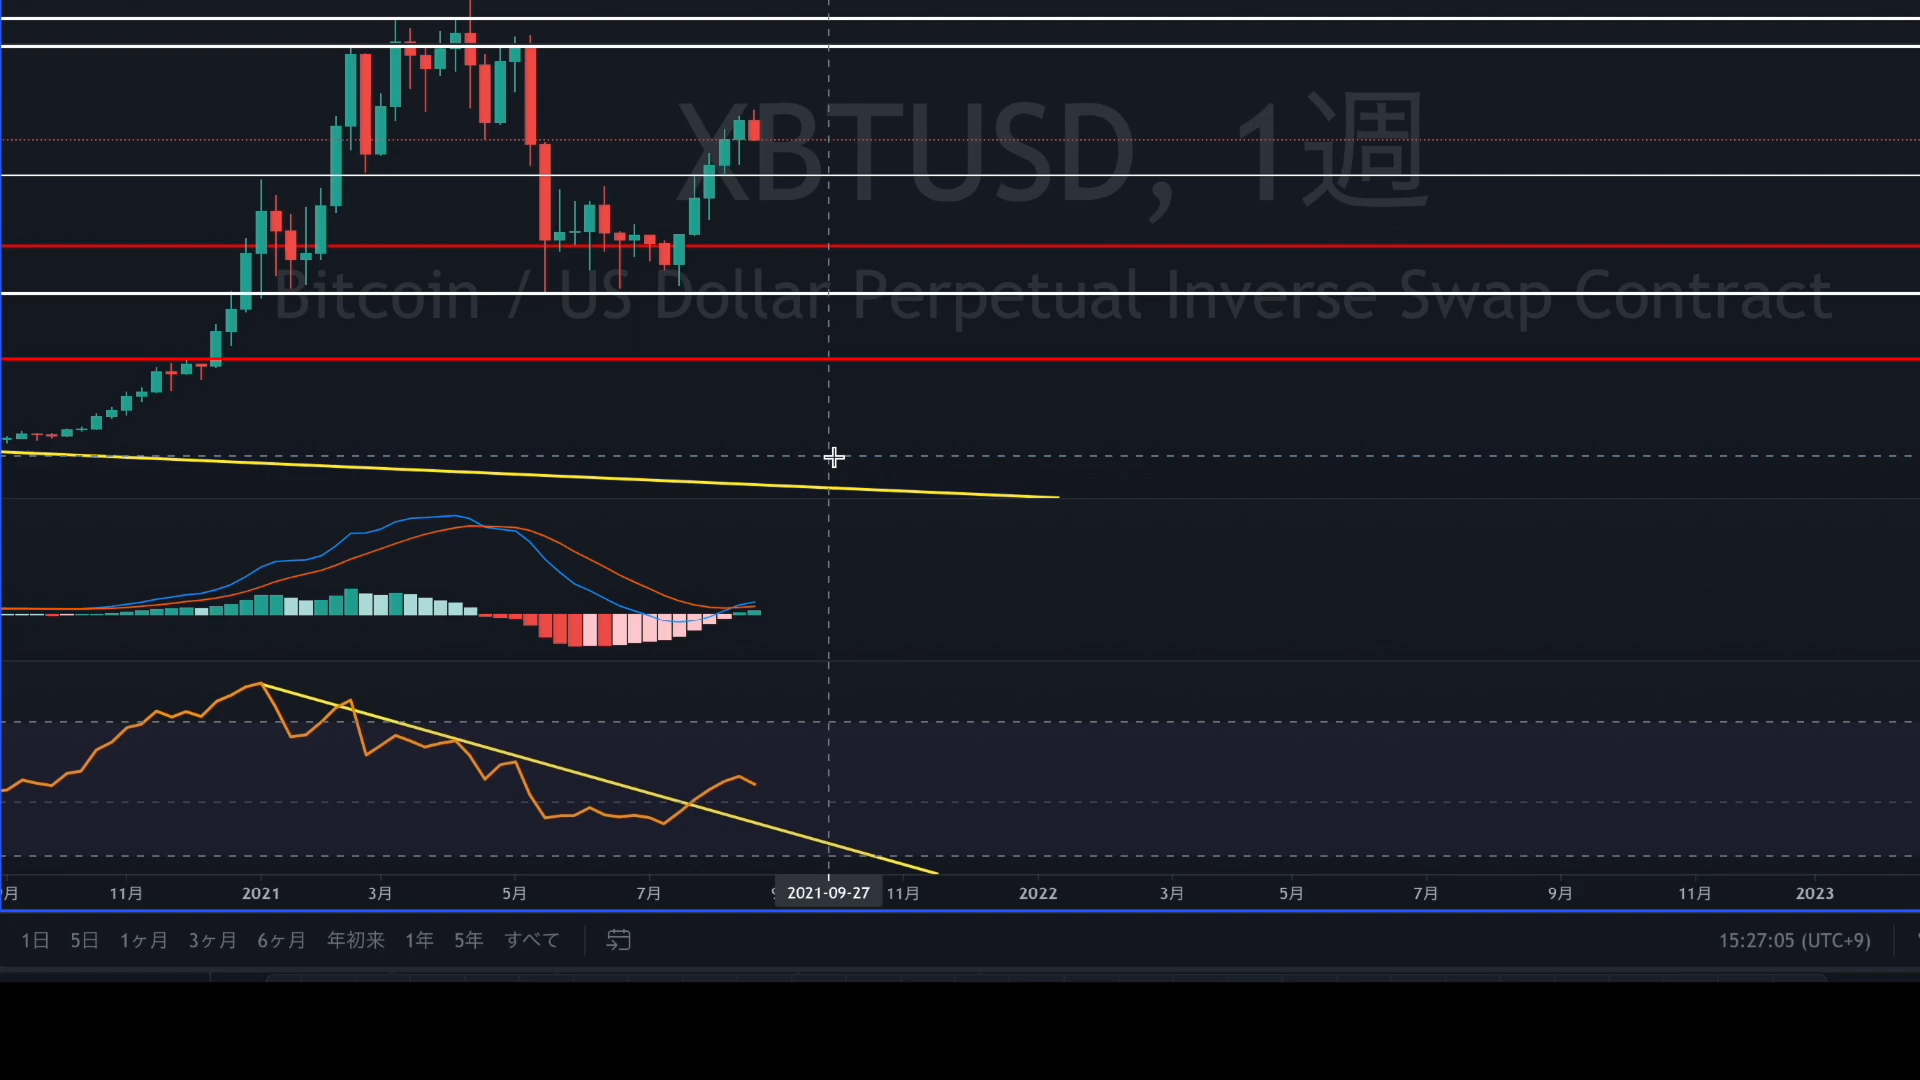 XBTUSD, 1週
Bitcoin / US Dollar Perpetual Inverse Swap Contract
月 11月 2021 3月 5月 7月 2021-09-27 11月 2022 3月 5月 7月 9月 11月 2023
1日 5日 1ヶ月 3ヶ月 6ヶ月 年初来 1年 5年 すべて 15:27:05 (UTC+9)